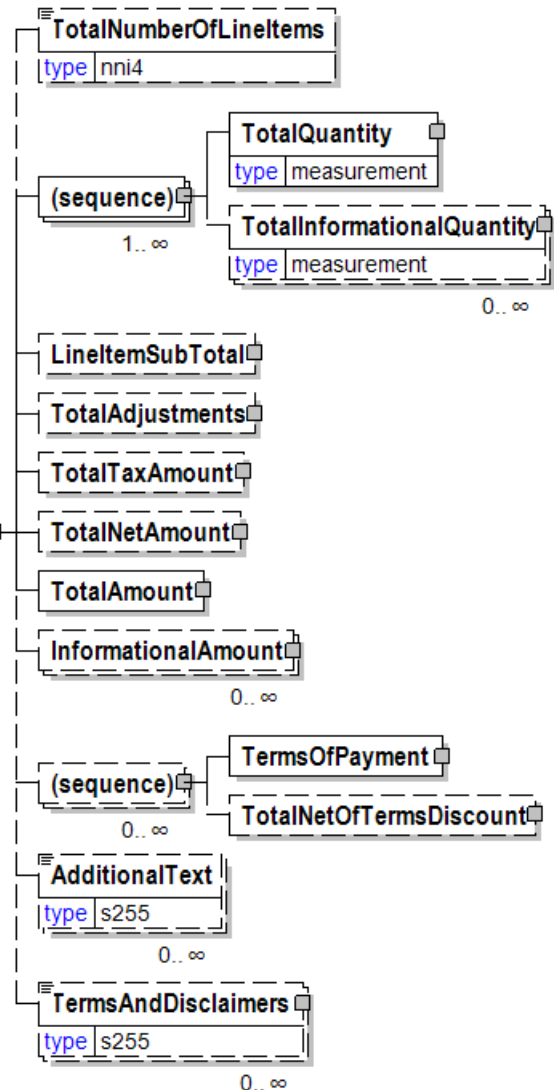 TotalNumberOfLineItems
type nni4
TotalQuantity
type measurement
(sequence)
1.. ∞
TotalInformationalQuantity
type measurement
0.. ∞
LineItemSubTotal
TotalAdjustments
TotalTaxAmount
TotalNetAmount
TotalAmount
InformationalAmount
0.. ∞
TermsOfPayment
(sequence)
0.. ∞
TotalNetOfTermsDiscount
AdditionalText
type s255
0.. ∞
TermsAndDisclaimers
type s255
0.. ∞